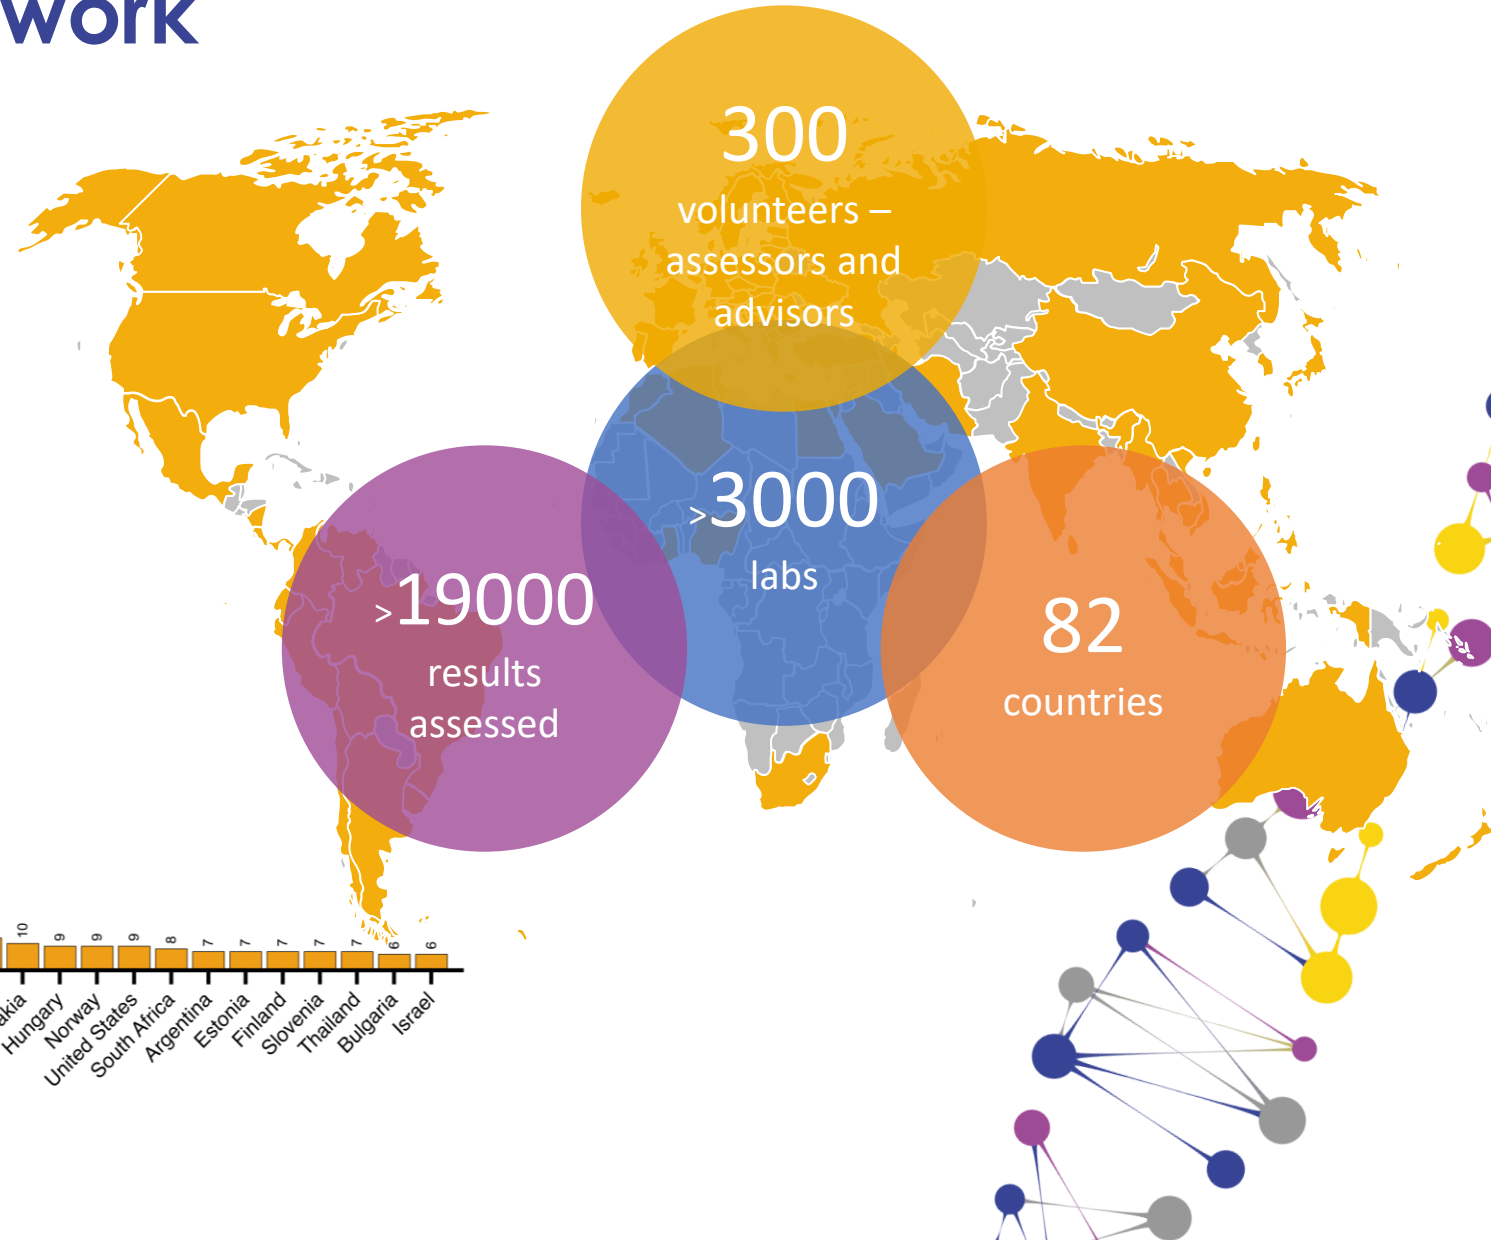 work
300
volunteers –
assessors and
advisors
>3000
labs
>19000
results
assessed
82
countries
10
9
9
9
8
7
7
7
7
7
6
6
akia
Hungary
Norway
United States
South Africa
Argentina
Estonia
Finland
Slovenia
Thailand
Bulgaria
Israel